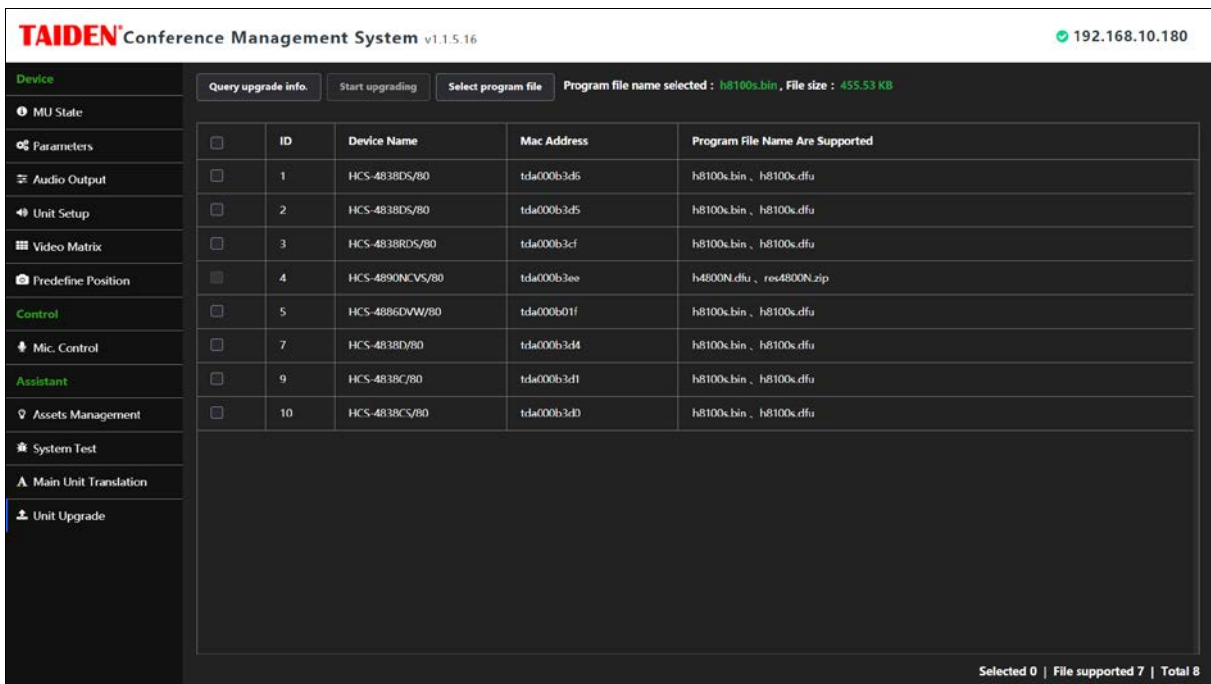 TAIDEN Conference Management System v1.1.5.16
192.168.10.180
Device
MU State
Parameters
Audio Output
Unit Setup
Video Matrix
Predefine Position
Control
Mic. Control
Assistant
Assets Management
System Test
Main Unit Translation
Unit Upgrade
Query upgrade info. Start upgrading Select program file Program file name selected : h8100s.bin , File size : 455.53 KB
ID Device Name Mac Address Program File Name Are Supported
1 HCS-4838DS/80 tda000b3d6 h8100s.bin 、 h8100s.dfu
2 HCS-4838DS/80 tda000b3d5 h8100s.bin 、 h8100s.dfu
3 HCS-4838RDS/80 tda000b3cf h8100s.bin 、 h8100s.dfu
4 HCS-4890NCVS/80 tda000b3ee h4800N.dfu 、 res4800N.zip
5 HCS-4886DVW/80 tda000b01f h8100s.bin 、 h8100s.dfu
7 HCS-4838D/80 tda000b3d4 h8100s.bin 、 h8100s.dfu
9 HCS-4838C/80 tda000b3d1 h8100s.bin 、 h8100s.dfu
10 HCS-4838CS/80 tda000b3d0 h8100s.bin 、 h8100s.dfu
Selected 0 | File supported 7 | Total 8